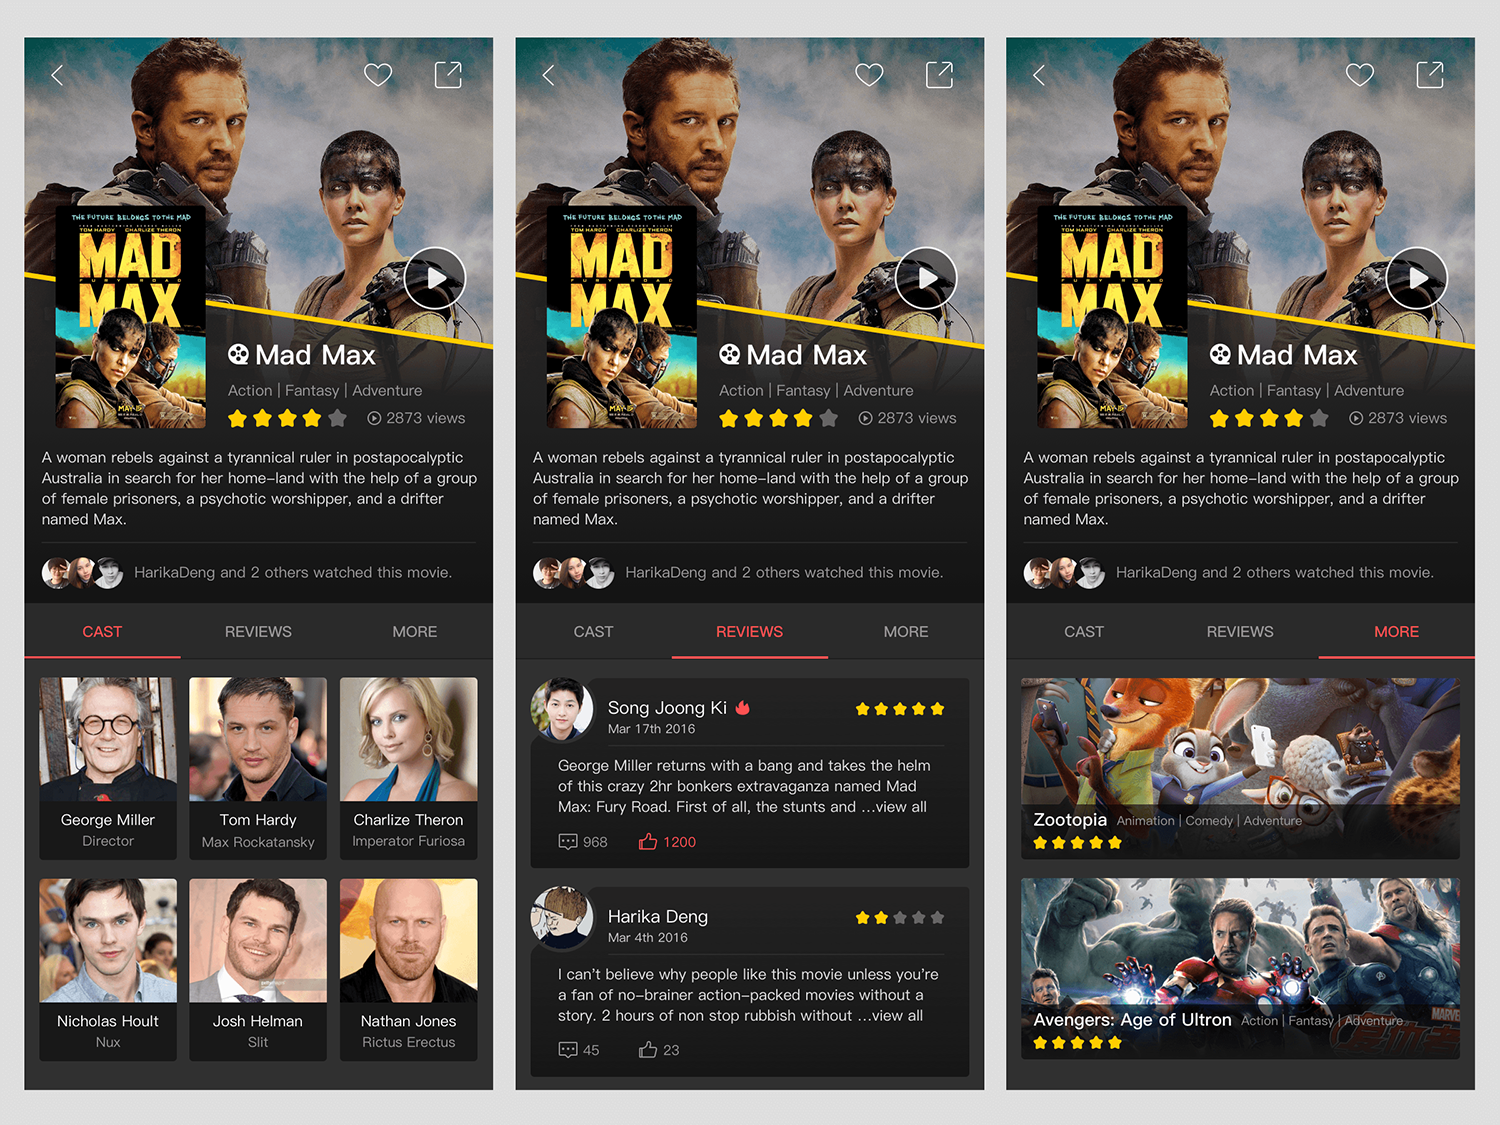 THE FUTURE BELONGS TO THE MAD
TOM HARDY CHARLIZE THERON
MAD
FURY ROAD
MAX
MAY 15
Mad Max
Action | Fantasy | Adventure
2873 views
A woman rebels against a tyrannical ruler in postapocalyptic
Australia in search for her home-land with the help of a group
of female prisoners, a psychotic worshipper, and a drifter
named Max.
HarikaDeng and 2 others watched this movie.
CAST REVIEWS MORE
George Miller
Director
Tom Hardy
Max Rockatansky
Charlize Theron
Imperator Furiosa
Nicholas Hoult
Nux
Josh Helman
Slit
Nathan Jones
Rictus Erectus
THE FUTURE BELONGS TO THE MAD
TOM HARDY CHARLIZE THERON
MAD
FURY ROAD
MAX
MAY 15
Mad Max
Action | Fantasy | Adventure
2873 views
A woman rebels against a tyrannical ruler in postapocalyptic
Australia in search for her home-land with the help of a group
of female prisoners, a psychotic worshipper, and a drifter
named Max.
HarikaDeng and 2 others watched this movie.
CAST REVIEWS MORE
Song Joong Ki
Mar 17th 2016
George Miller returns with a bang and takes the helm
of this crazy 2hr bonkers extravaganza named Mad
Max: Fury Road. First of all, the stunts and ...view all
968 1200
Harika Deng
Mar 4th 2016
I can't believe why people like this movie unless you're
a fan of no-brainer action-packed movies without a
story. 2 hours of non stop rubbish without ...view all
45 23
THE FUTURE BELONGS TO THE MAD
TOM HARDY CHARLIZE THERON
MAD
FURY ROAD
MAX
MAY 15
Mad Max
Action | Fantasy | Adventure
2873 views
A woman rebels against a tyrannical ruler in postapocalyptic
Australia in search for her home-land with the help of a group
of female prisoners, a psychotic worshipper, and a drifter
named Max.
HarikaDeng and 2 others watched this movie.
CAST REVIEWS MORE
Zootopia Animation | Comedy | Adventure
MARVEL
Avengers: Age of Ultron Action | Fantasy | Adventure